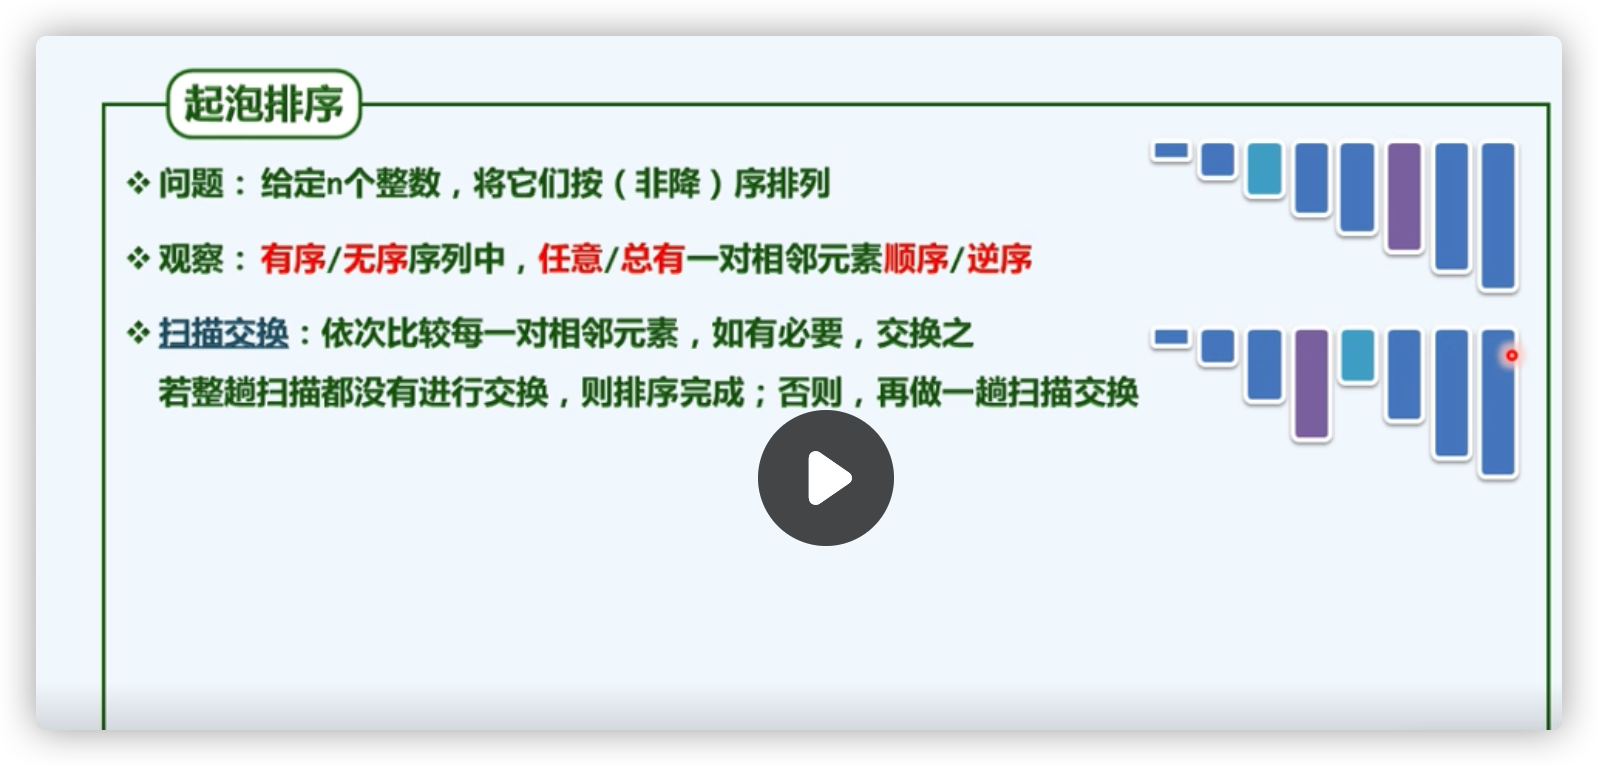 起泡排序
❖ 问题：给定n个整数，将它们按（非降）序排列
❖ 观察：有序/无序序列中，任意/总有一对相邻元素顺序/逆序
❖ 扫描交换：依次比较每一对相邻元素，如有必要，交换之
若整趟扫描都没有进行交换，则排序完成；否则，再做一趟扫描交换